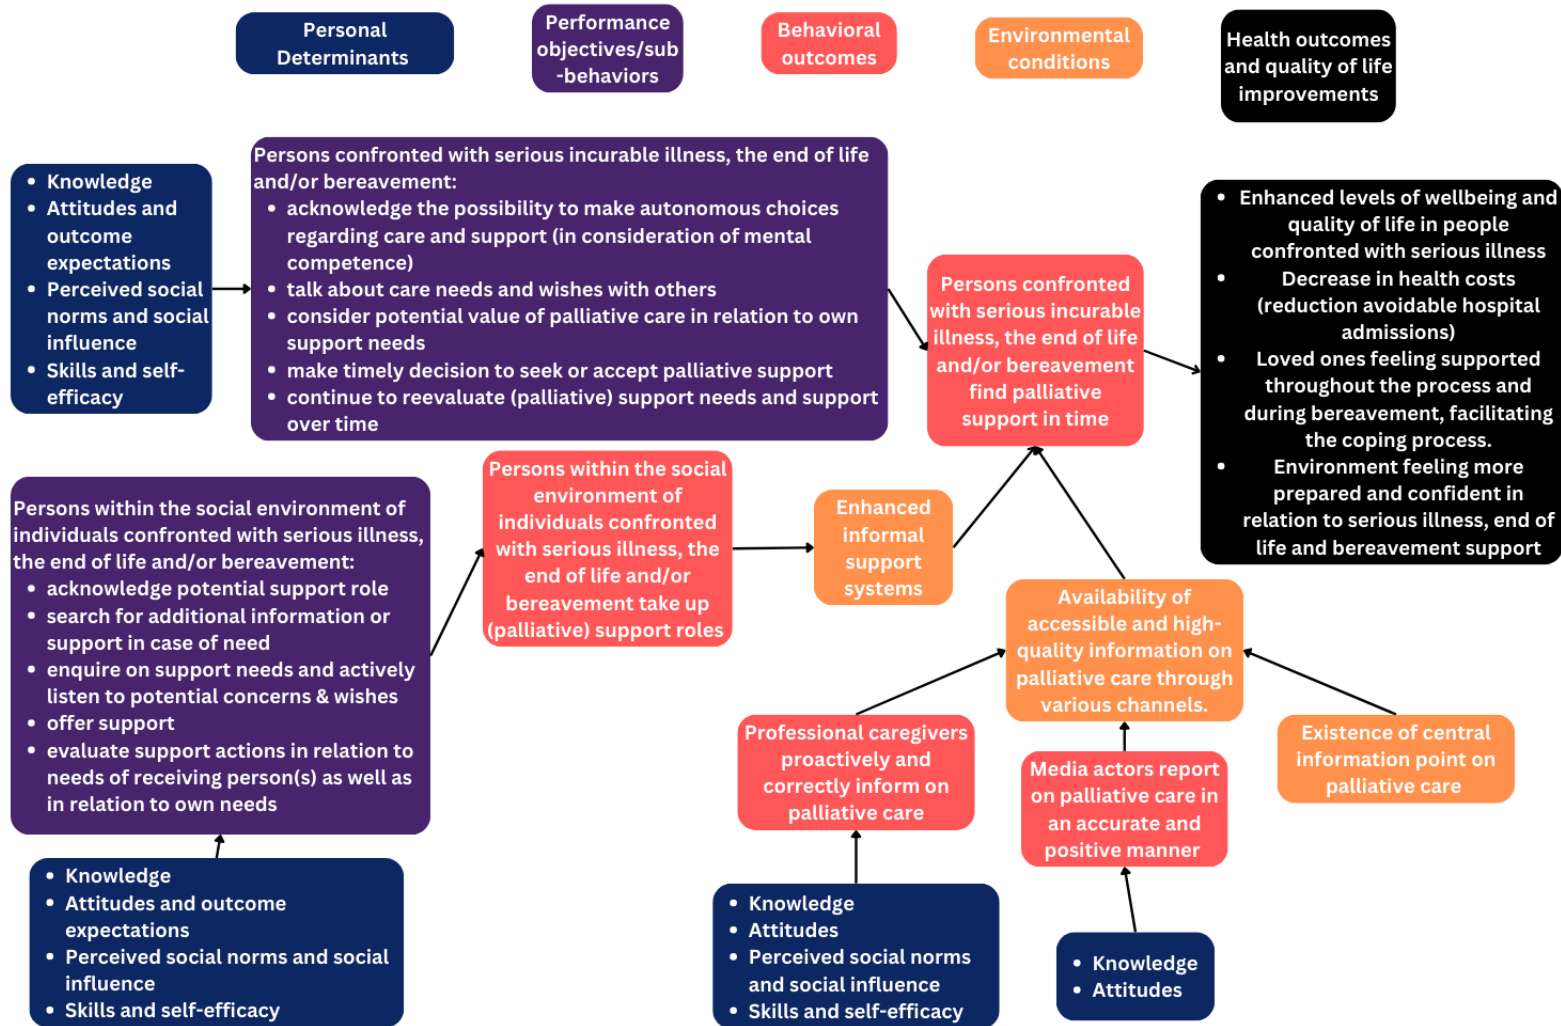 Personal
Determinants
Performance
objectives/sub
-behaviors
Behavioral
outcomes
Environmental
conditions
Health outcomes
and quality of life
improvements
• Knowledge
• Attitudes and
outcome
expectations
• Perceived social
norms and social
influence
• Skills and self-
efficacy
Persons confronted with serious incurable illness, the end of life
and/or bereavement:
• acknowledge the possibility to make autonomous choices
regarding care and support (in consideration of mental
competence)
• talk about care needs and wishes with others
• consider potential value of palliative care in relation to own
support needs
• make timely decision to seek or accept palliative support
• continue to reevaluate (palliative) support needs and support
over time
Persons confronted
with serious incurable
illness, the end of life
and/or bereavement
find palliative
support in time
• Enhanced levels of wellbeing and
quality of life in people
confronted with serious illness
• Decrease in health costs
(reduction avoidable hospital
admissions)
• Loved ones feeling supported
throughout the process and
during bereavement, facilitating
the coping process.
• Environment feeling more
prepared and confident in
relation to serious illness, end of
life and bereavement support
Persons within the social environment of
individuals confronted with serious illness,
the end of life and/or bereavement:
• acknowledge potential support role
• search for additional information or
support in case of need
• enquire on support needs and actively
listen to potential concerns & wishes
• offer support
• evaluate support actions in relation to
needs of receiving person(s) as well as
in relation to own needs
Persons within the social
environment of
individuals confronted
with serious illness, the
end of life and/or
bereavement take up
(palliative) support roles
Enhanced
informal
support
systems
Availability of
accessible and high-
quality information on
palliative care through
various channels.
Professional caregivers
proactively and
correctly inform on
palliative care
Media actors report
on palliative care in
an accurate and
positive manner
Existence of central
information point on
palliative care
• Knowledge
• Attitudes and outcome
expectations
• Perceived social norms and social
influence
• Skills and self-efficacy
• Knowledge
• Attitudes
• Perceived social norms
and social influence
• Skills and self-efficacy
• Knowledge
• Attitudes